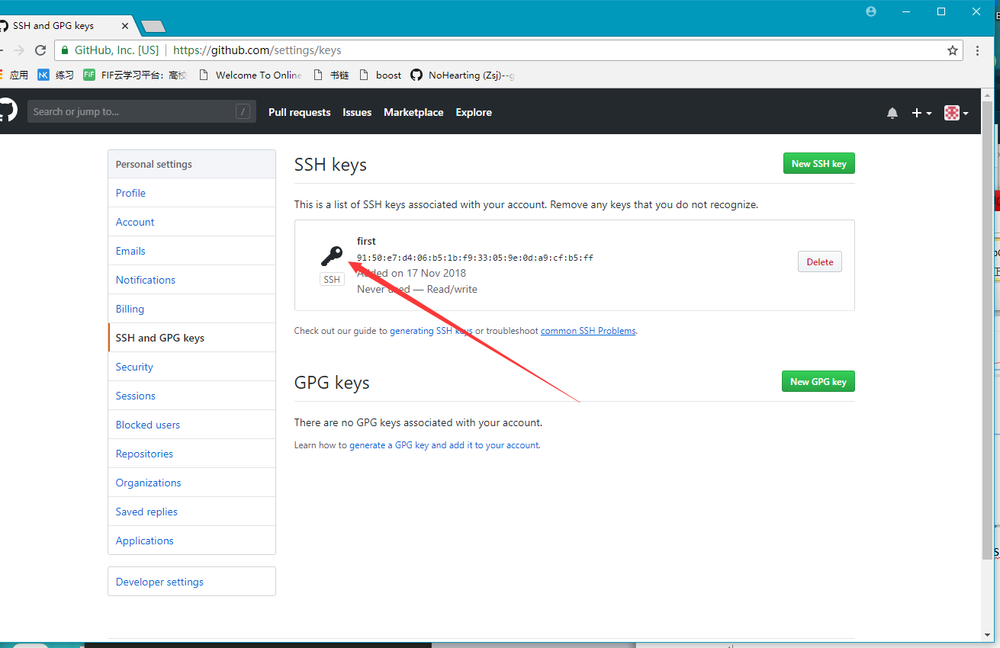 SSH and GPG keys
GitHub, Inc. [US] https://github.com/settings/keys
应用 NK 练习 FiF FIF云学习平台：高校 Welcome To Online 书链 boost NoHearting (Zsj)--g
Search or jump to... / Pull requests Issues Marketplace Explore
Personal settings
Profile
Account
Emails
Notifications
Billing
SSH and GPG keys
Security
Sessions
Blocked users
Repositories
Organizations
Saved replies
Applications
Developer settings
SSH keys
New SSH key
This is a list of SSH keys associated with your account. Remove any keys that you do not recognize.
SSH
first
91:50:e7:d4:06:b5:1b:f9:33:05:9e:0d:a9:cf:b5:ff
Added on 17 Nov 2018
Never used — Read/write
Delete
Check out our guide to generating SSH keys or troubleshoot common SSH Problems.
GPG keys
New GPG key
There are no GPG keys associated with your account.
Learn how to generate a GPG key and add it to your account.